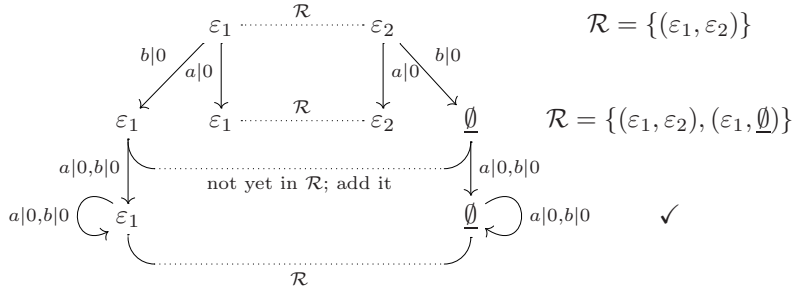 R
ε₁ ε₂ R = {(ε₁, ε₂)}
b|0 a|0 a|0 b|0
R
ε₁ ε₁ ε₂ ∅ R = {(ε₁, ε₂), (ε₁, ∅)}
a|0,b|0 a|0,b|0
not yet in R; add it
a|0,b|0 ε₁ ∅ a|0,b|0 ✓
R